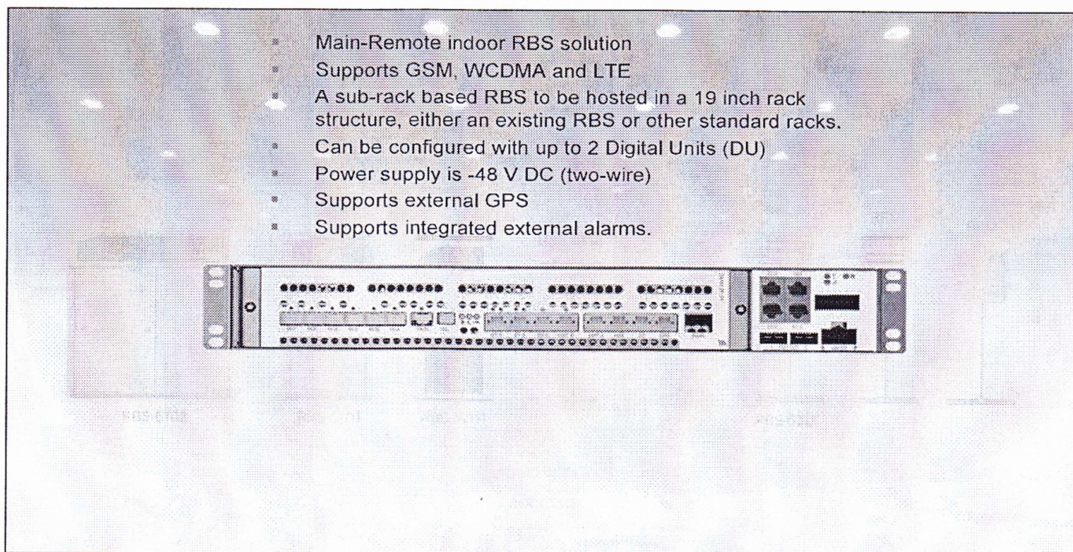 Main-Remote indoor RBS solution
Supports GSM, WCDMA and LTE
A sub-rack based RBS to be hosted in a 19 inch rack
structure, either an existing RBS or other standard racks.
Can be configured with up to 2 Digital Units (DU)
Power supply is -48 V DC (two-wire)
Supports external GPS
Supports integrated external alarms.